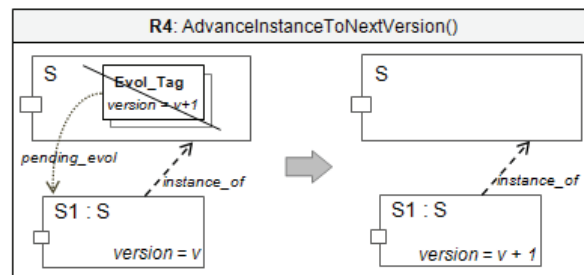 R4: AdvanceInstanceToNextVersion()
S
Evol_Tag
version = v+1
pending_evol
instance_of
S1 : S
version = v
S
instance_of
S1 : S
version = v + 1